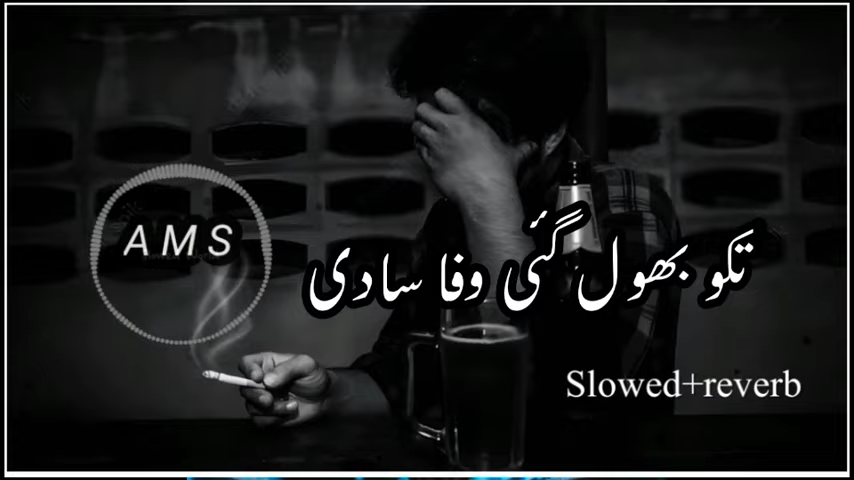 AMS
تکو بھول گئی وفا سادی
Slowed+reverb